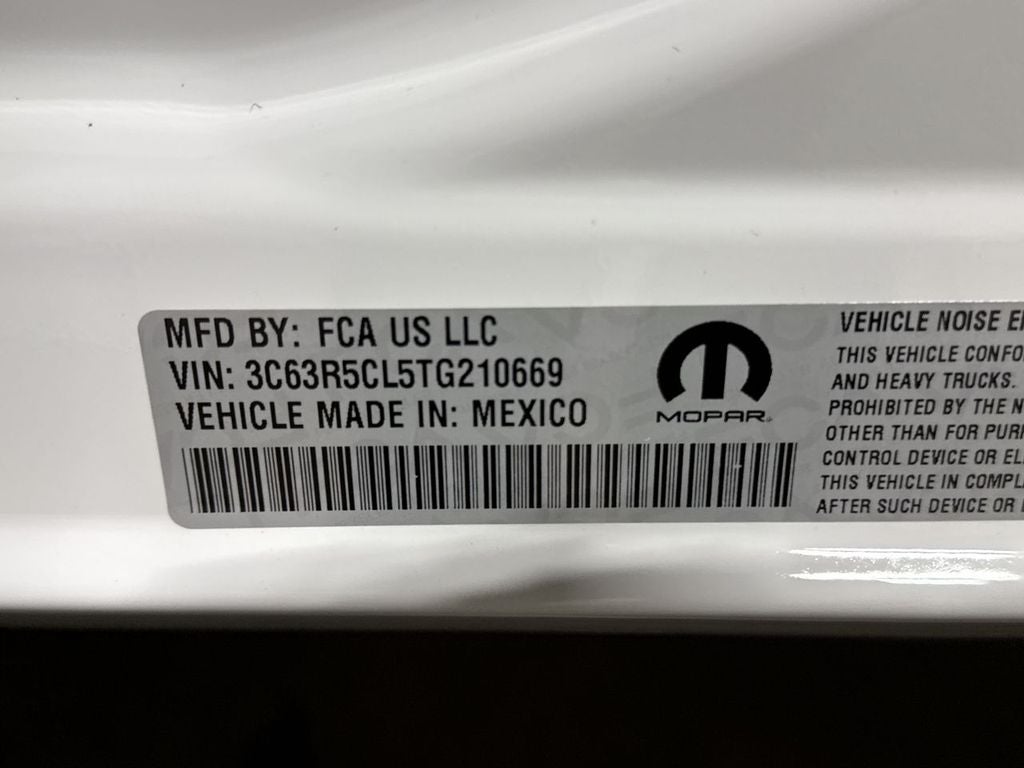 MFD BY: FCA US LLC
VIN: 3C63R5CL5TG210669
VEHICLE MADE IN: MEXICO
MOPAR
VEHICLE NOISE
THIS VEHICLE
AND HEAVY TRUCKS.
PROHIBITED BY THE
OTHER THAN FOR
CONTROL DEVICE OR
THIS VEHICLE IN
AFTER SUCH DEVICE OR